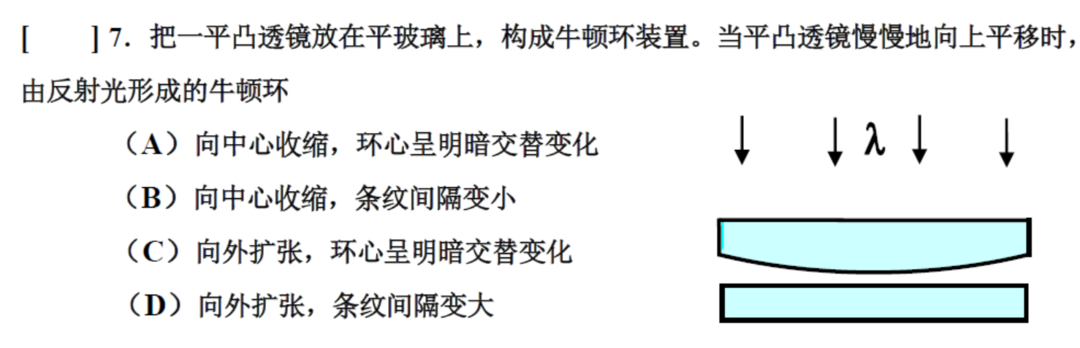 [ ] 7. 把一平凸透镜放在平玻璃上，构成牛顿环装置。当平凸透镜慢慢地向上平移时，
由反射光形成的牛顿环
（A）向中心收缩，环心呈明暗交替变化
（B）向中心收缩，条纹间隔变小
（C）向外扩张，环心呈明暗交替变化
（D）向外扩张，条纹间隔变大
λ